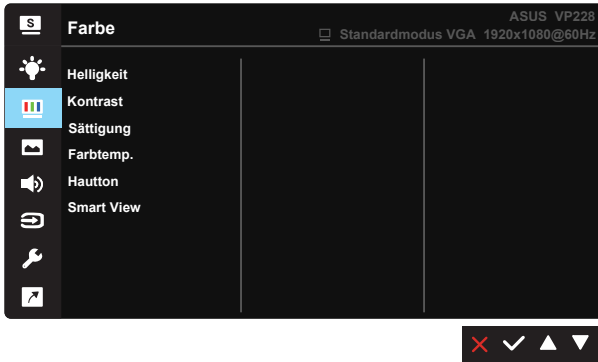 S
Farbe
ASUS VP228
Standardmodus VGA 1920x1080@60Hz
Helligkeit
Kontrast
Sättigung
Farbtemp.
Hautton
Smart View